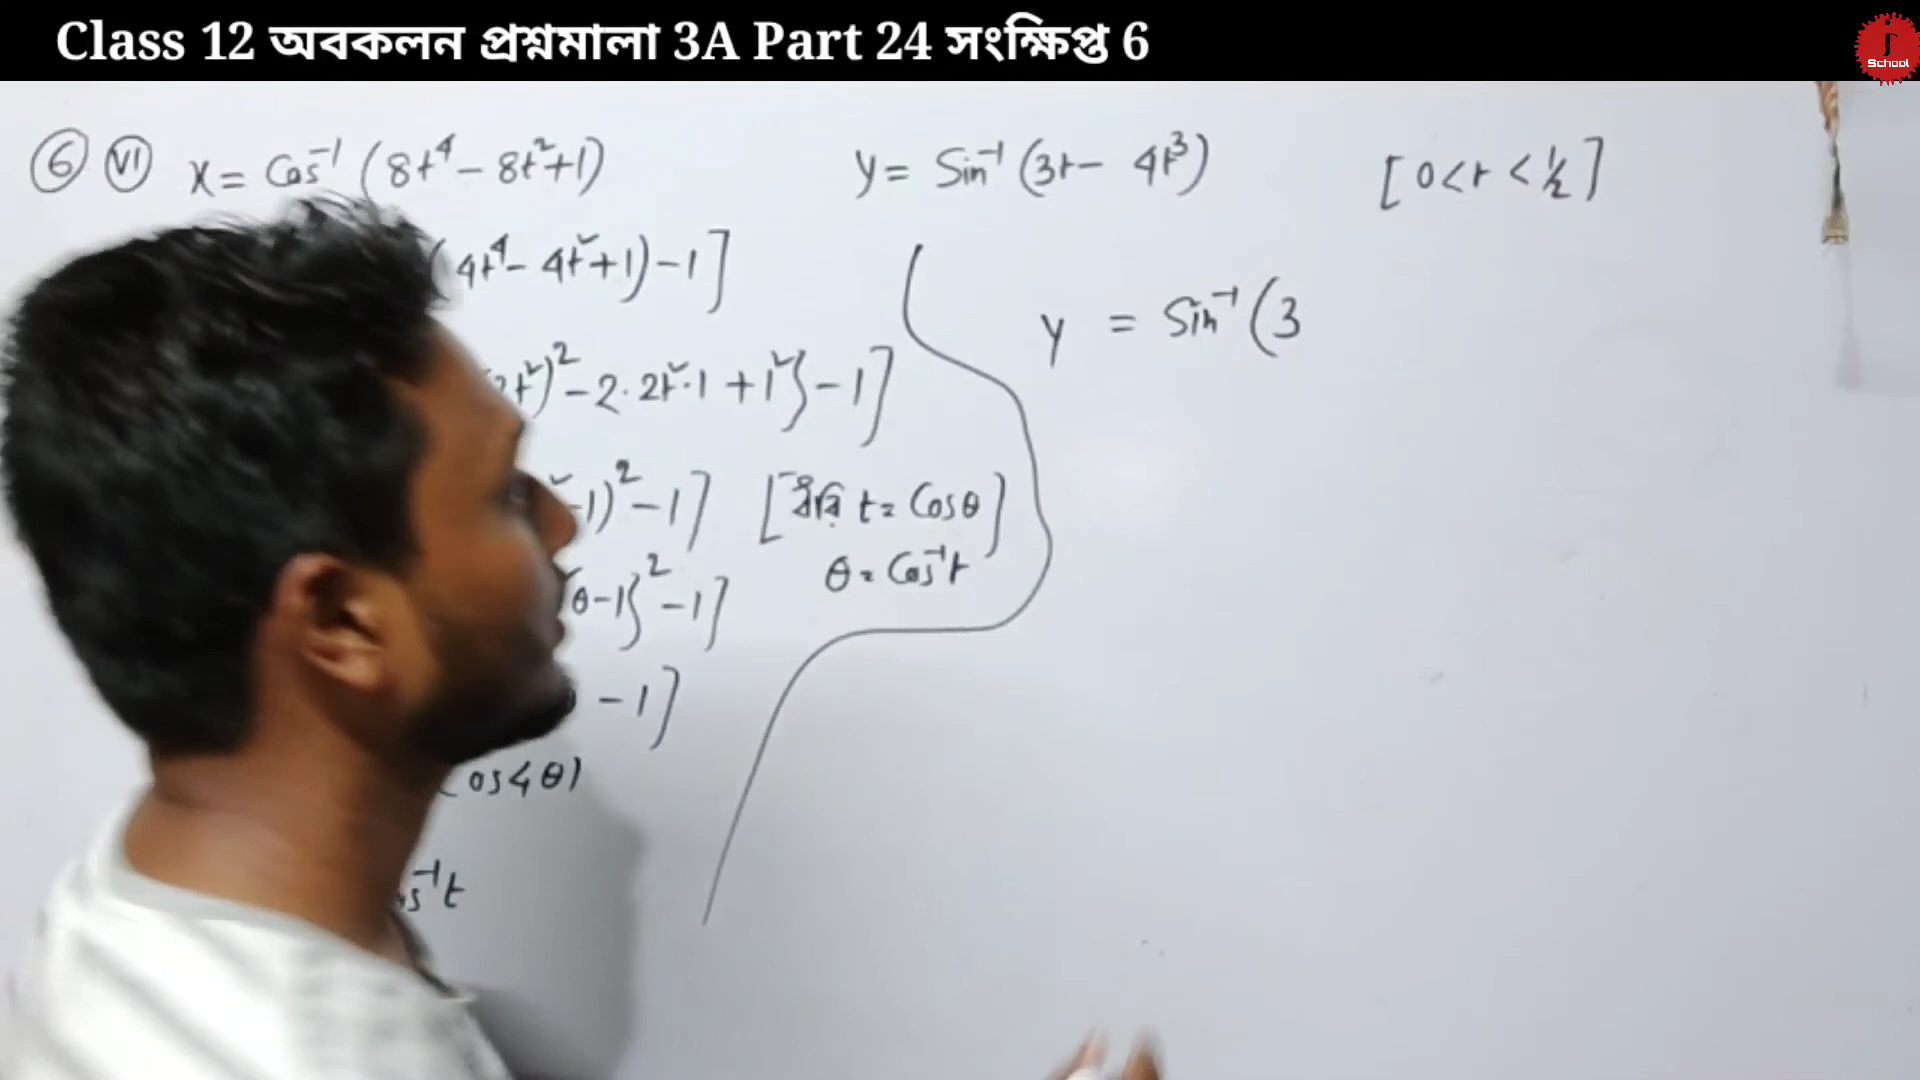 Class 12 অবকলন প্রশ্নমালা 3A Part 24 সংক্ষিপ্ত 6
School
6 VI x = Cos⁻¹ (8t⁴ - 8t²+1) y = Sin⁻¹ (3t - 4t³) [0<t<½]
(4t⁴ - 4t²+1) -1]
y = Sin⁻¹ (3
2t²)² - 2·2t²·1 + 1²} -1]
-1)² -1] [ধরি t = Cosθ]
θ = Cos⁻¹t
θ-1}² -1]
-1]
Cos4θ)
s⁻¹t